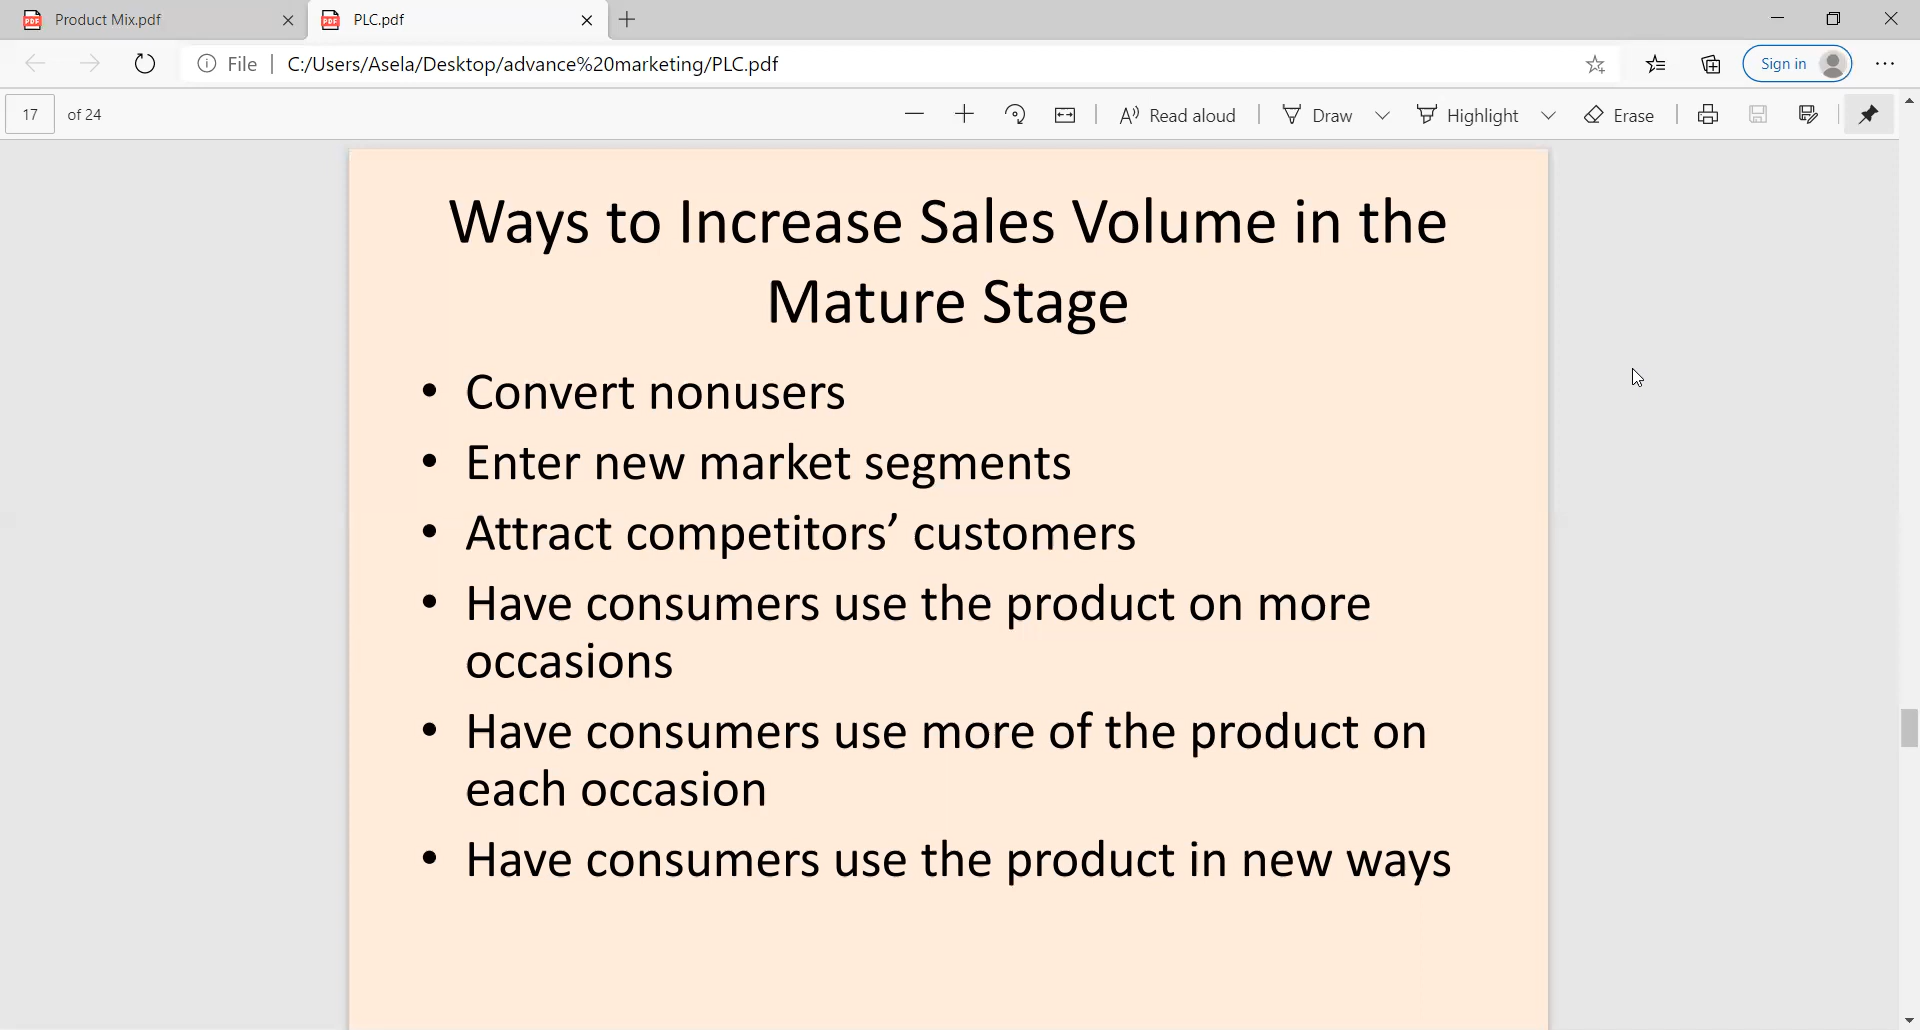 Product Mix.pdf
PLC.pdf
File
C:/Users/Asela/Desktop/advance%20marketing/PLC.pdf
Sign in
17 of 24
Read aloud
Draw
Highlight
Erase
Ways to Increase Sales Volume in the
Mature Stage
• Convert nonusers
• Enter new market segments
• Attract competitors’ customers
• Have consumers use the product on more
occasions
• Have consumers use more of the product on
each occasion
• Have consumers use the product in new ways